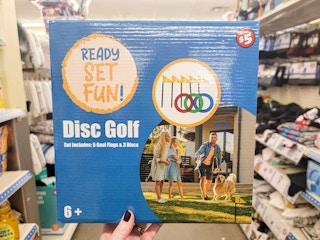 $5
READY
SET
FUN!
Disc Golf
Set Includes: 5 Goal Flags & 3 Discs
6+